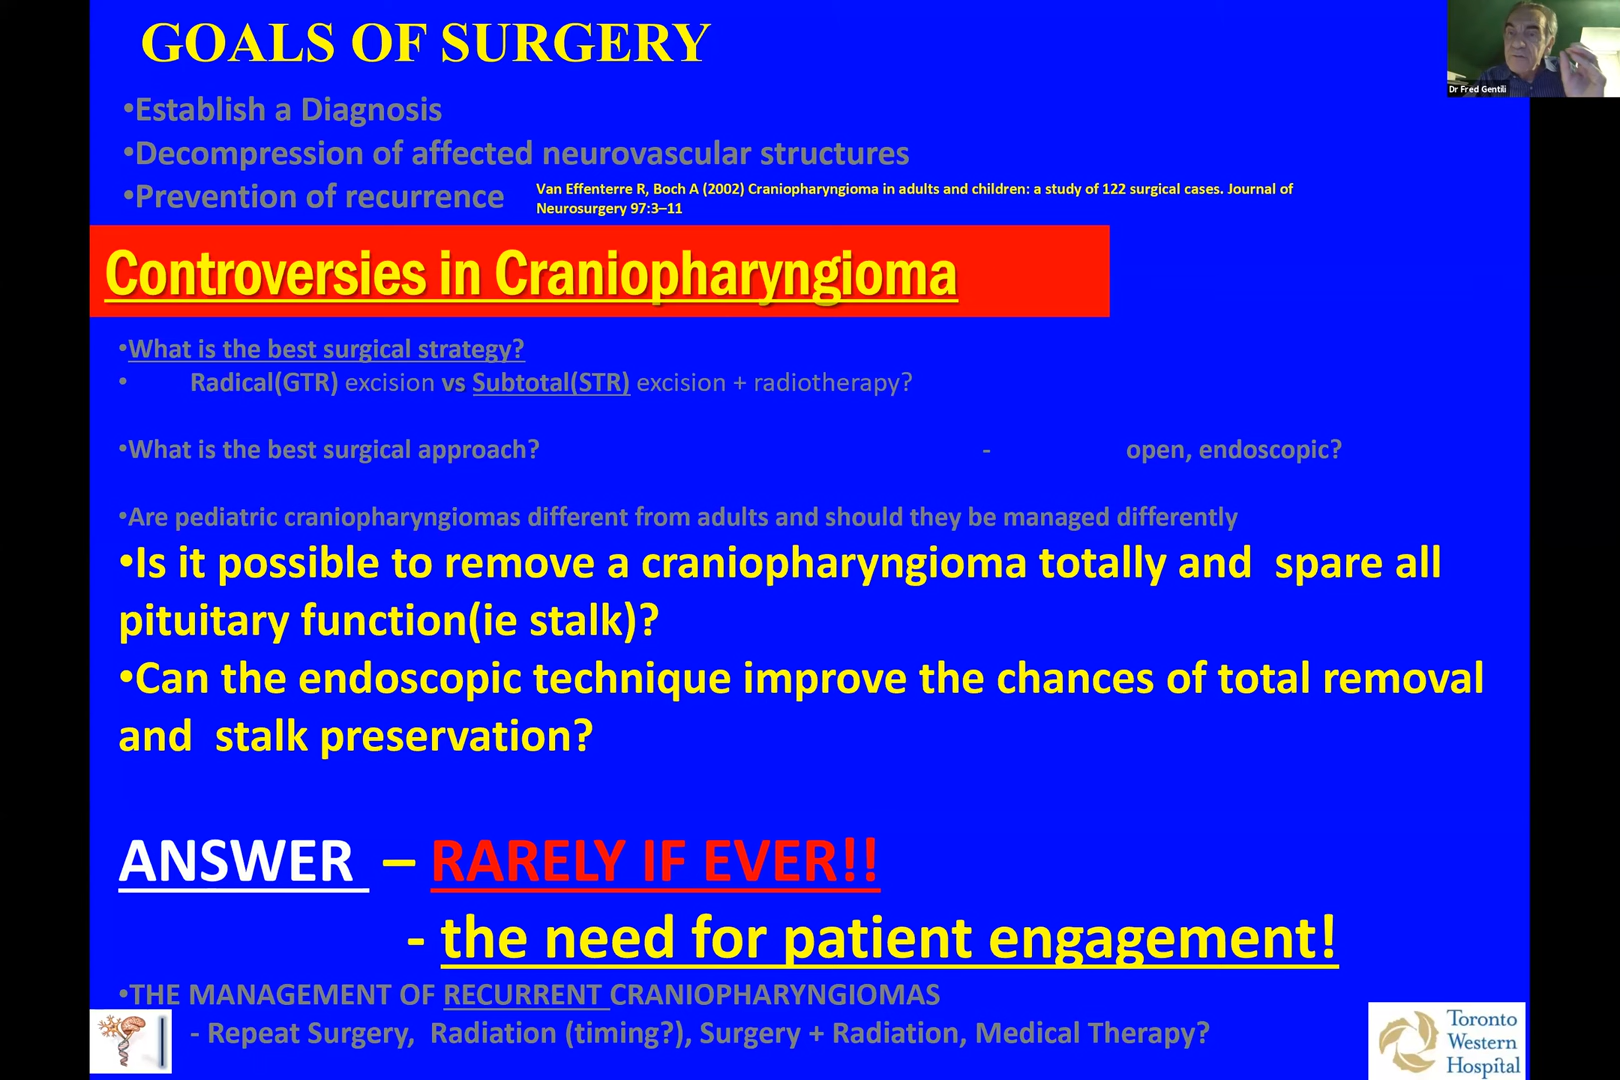 GOALS OF SURGERY
Dr Fred Gentili
•Establish a Diagnosis
•Decompression of affected neurovascular structures
•Prevention of recurrence
Van Effenterre R, Boch A (2002) Craniopharyngioma in adults and children: a study of 122 surgical cases. Journal of
Neurosurgery 97:3–11
Controversies in Craniopharyngioma
•What is the best surgical strategy?
• Radical(GTR) excision vs Subtotal(STR) excision + radiotherapy?
•What is the best surgical approach? - open, endoscopic?
•Are pediatric craniopharyngiomas different from adults and should they be managed differently
•Is it possible to remove a craniopharyngioma totally and spare all
pituitary function(ie stalk)?
•Can the endoscopic technique improve the chances of total removal
and stalk preservation?
ANSWER – RARELY IF EVER!!
- the need for patient engagement!
•THE MANAGEMENT OF RECURRENT CRANIOPHARYNGIOMAS
- Repeat Surgery, Radiation (timing?), Surgery + Radiation, Medical Therapy?
Toronto
Western
Hospital